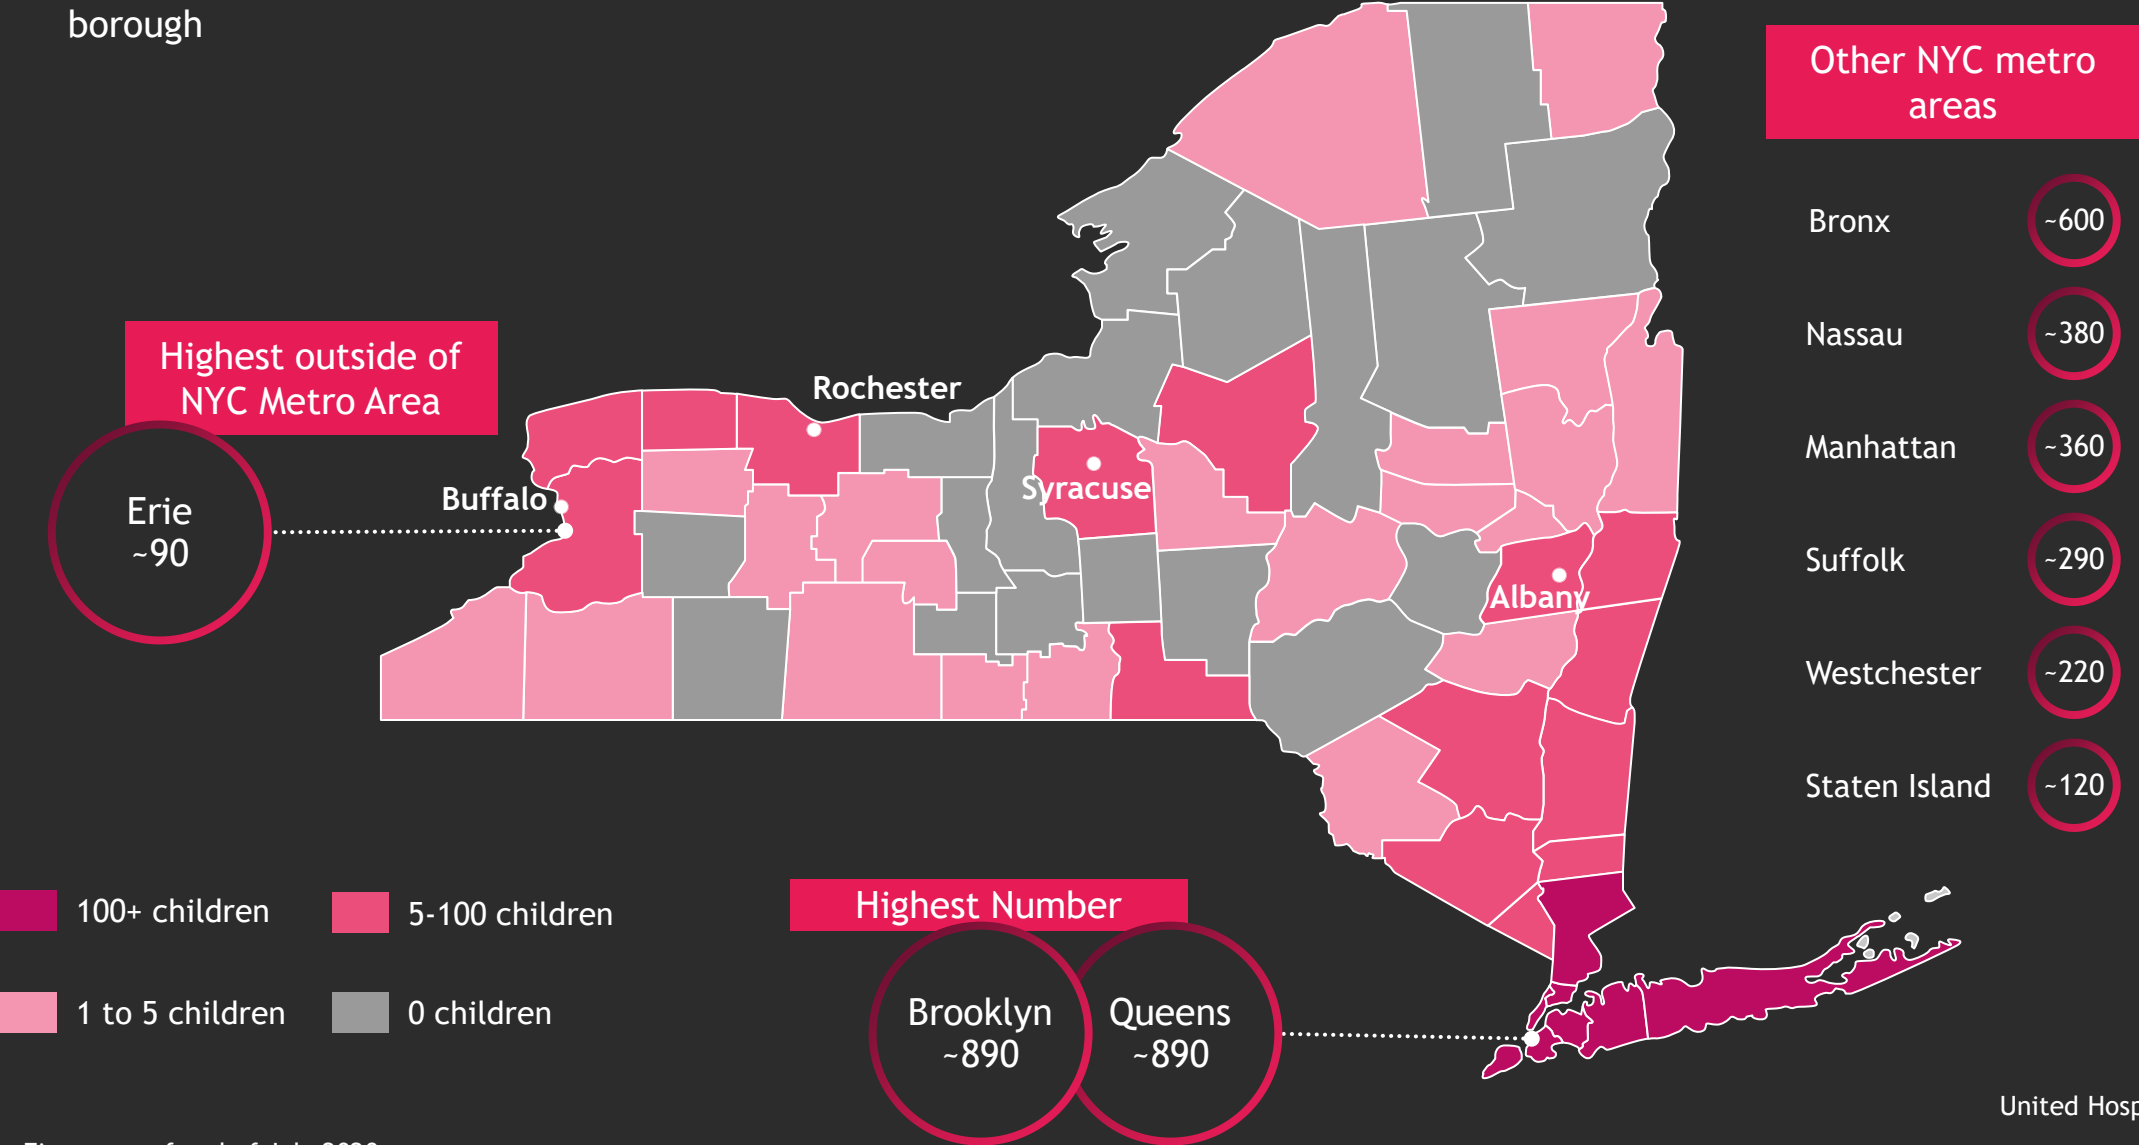 borough
Other NYC metro
areas
Bronx
~600
Nassau
~380
Manhattan
~360
Suffolk
~290
Westchester
~220
Staten Island
~120
Highest outside of
NYC Metro Area
Erie
~90
Rochester
Buffalo
Syracuse
Albany
100+ children
5-100 children
1 to 5 children
0 children
Highest Number
Brooklyn
~890
Queens
~890
United Hosp